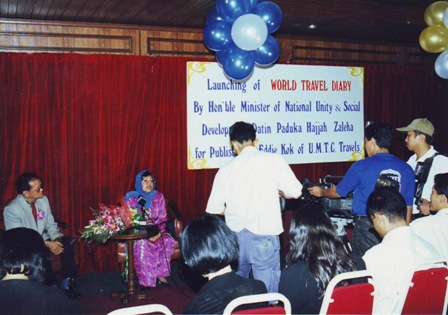 Launching of WORLD TRAVEL DIARY
By Hon'ble Minister of National Unity & Social
Develop Datin Paduka Hajjah Zaleha
for Publis Eddie Kok of U.M.T.C. Travels